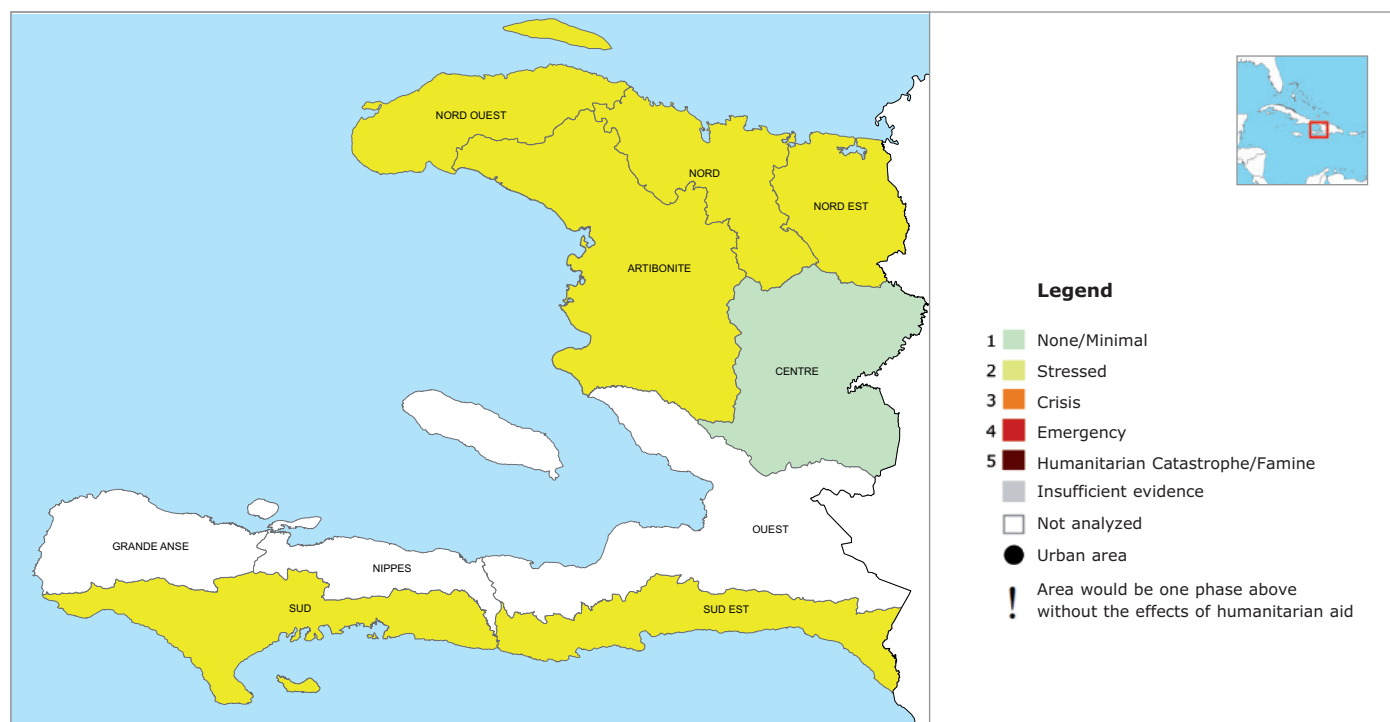 NORD OUEST
NORD
NORD EST
ARTIBONITE
CENTRE
OUEST
GRANDE ANSE
NIPPES
SUD
SUD EST
Legend
1 None/Minimal
2 Stressed
3 Crisis
4 Emergency
5 Humanitarian Catastrophe/Famine
Insufficient evidence
Not analyzed
Urban area
! Area would be one phase above
without the effects of humanitarian aid